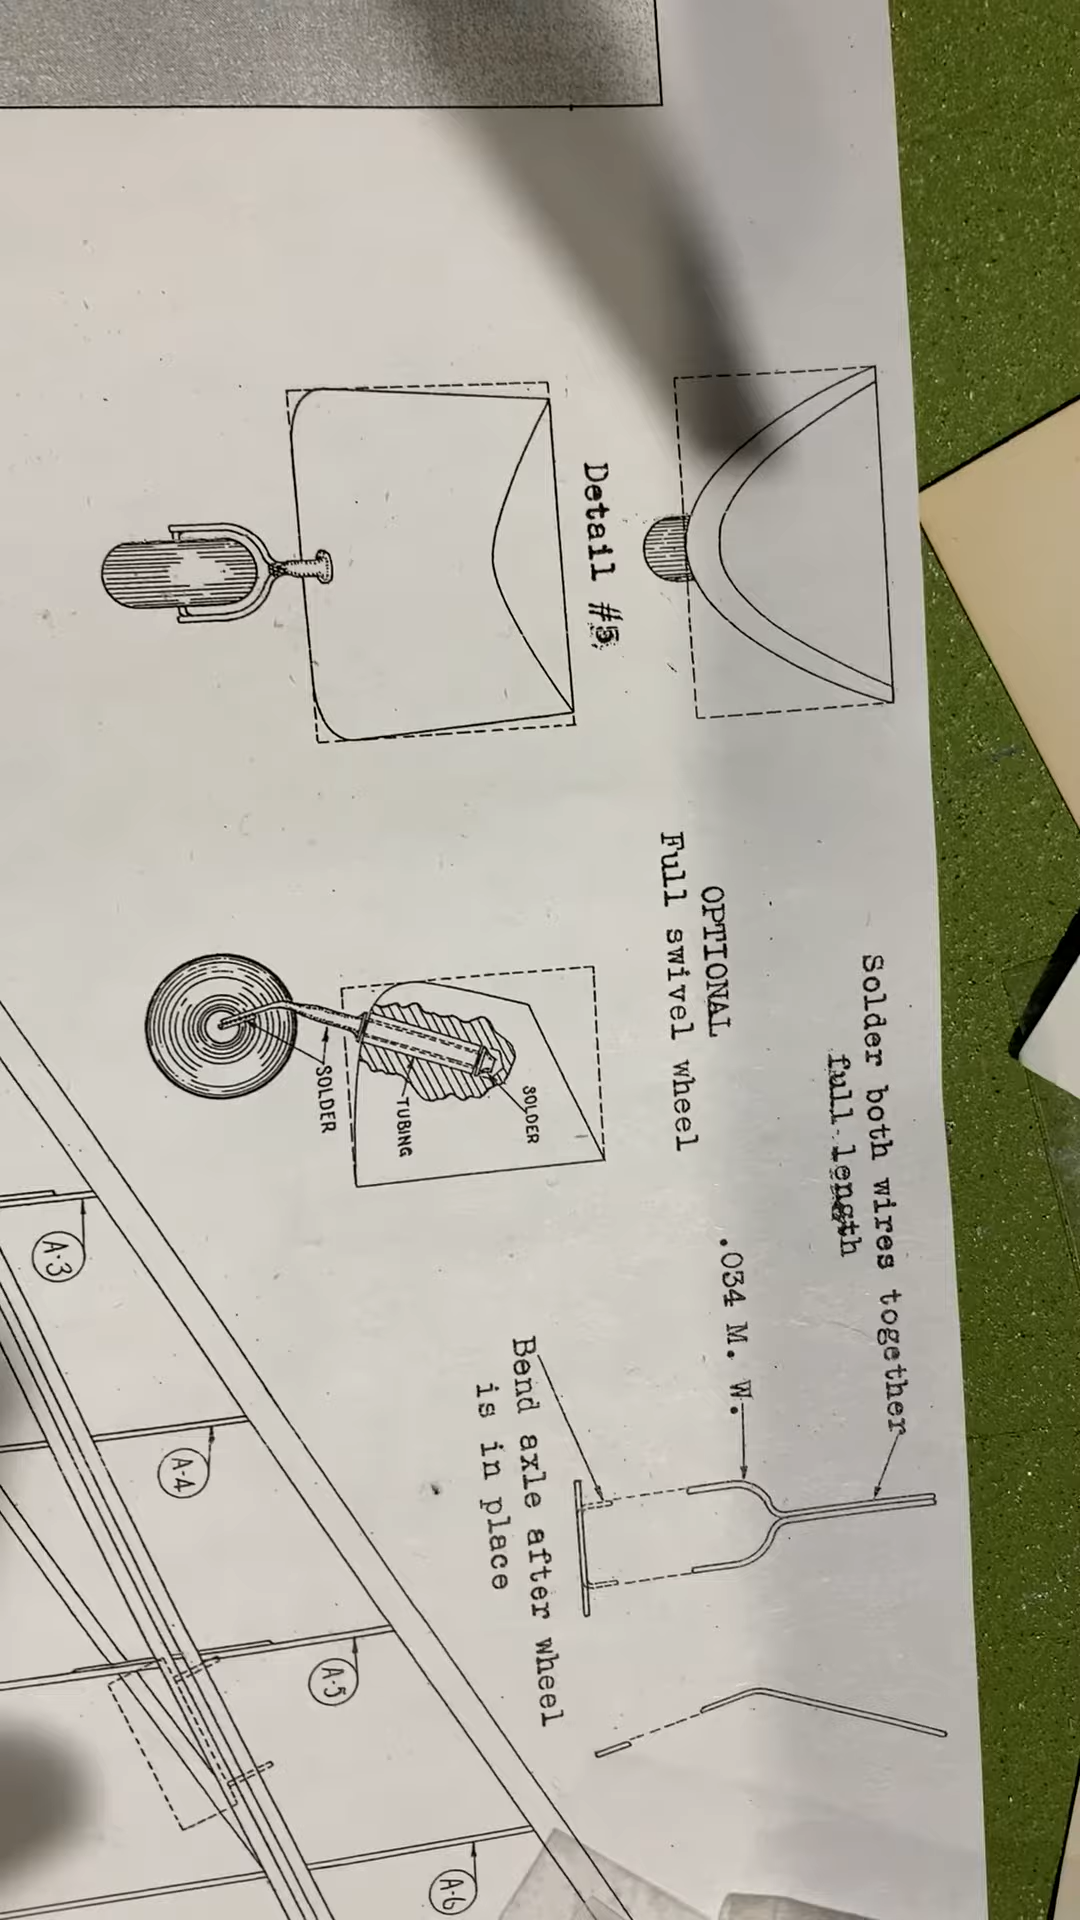 Solder both wires together
full length
OPTIONAL
Full swivel wheel
.034 M. W.
Detail #5
SOLDER
TUBING
SOLDER
Bend axle after wheel
is in place
A-3
A-4
A-5
A-6